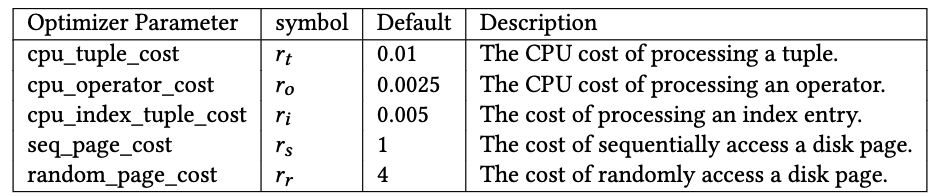 Optimizer Parameter symbol Default Description
cpu_tuple_cost r_t 0.01 The CPU cost of processing a tuple.
cpu_operator_cost r_o 0.0025 The CPU cost of processing an operator.
cpu_index_tuple_cost r_i 0.005 The cost of processing an index entry.
seq_page_cost r_s 1 The cost of sequentially access a disk page.
random_page_cost r_r 4 The cost of randomly access a disk page.